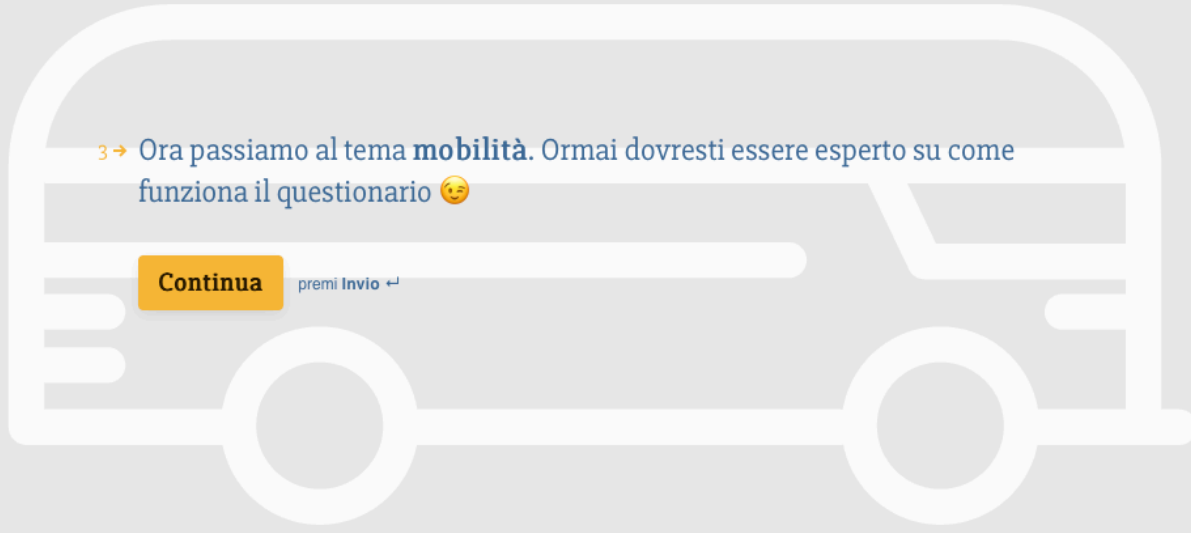 3→ Ora passiamo al tema mobilità. Ormai dovresti essere esperto su come
funziona il questionario 😉
Continua premi Invio ↵